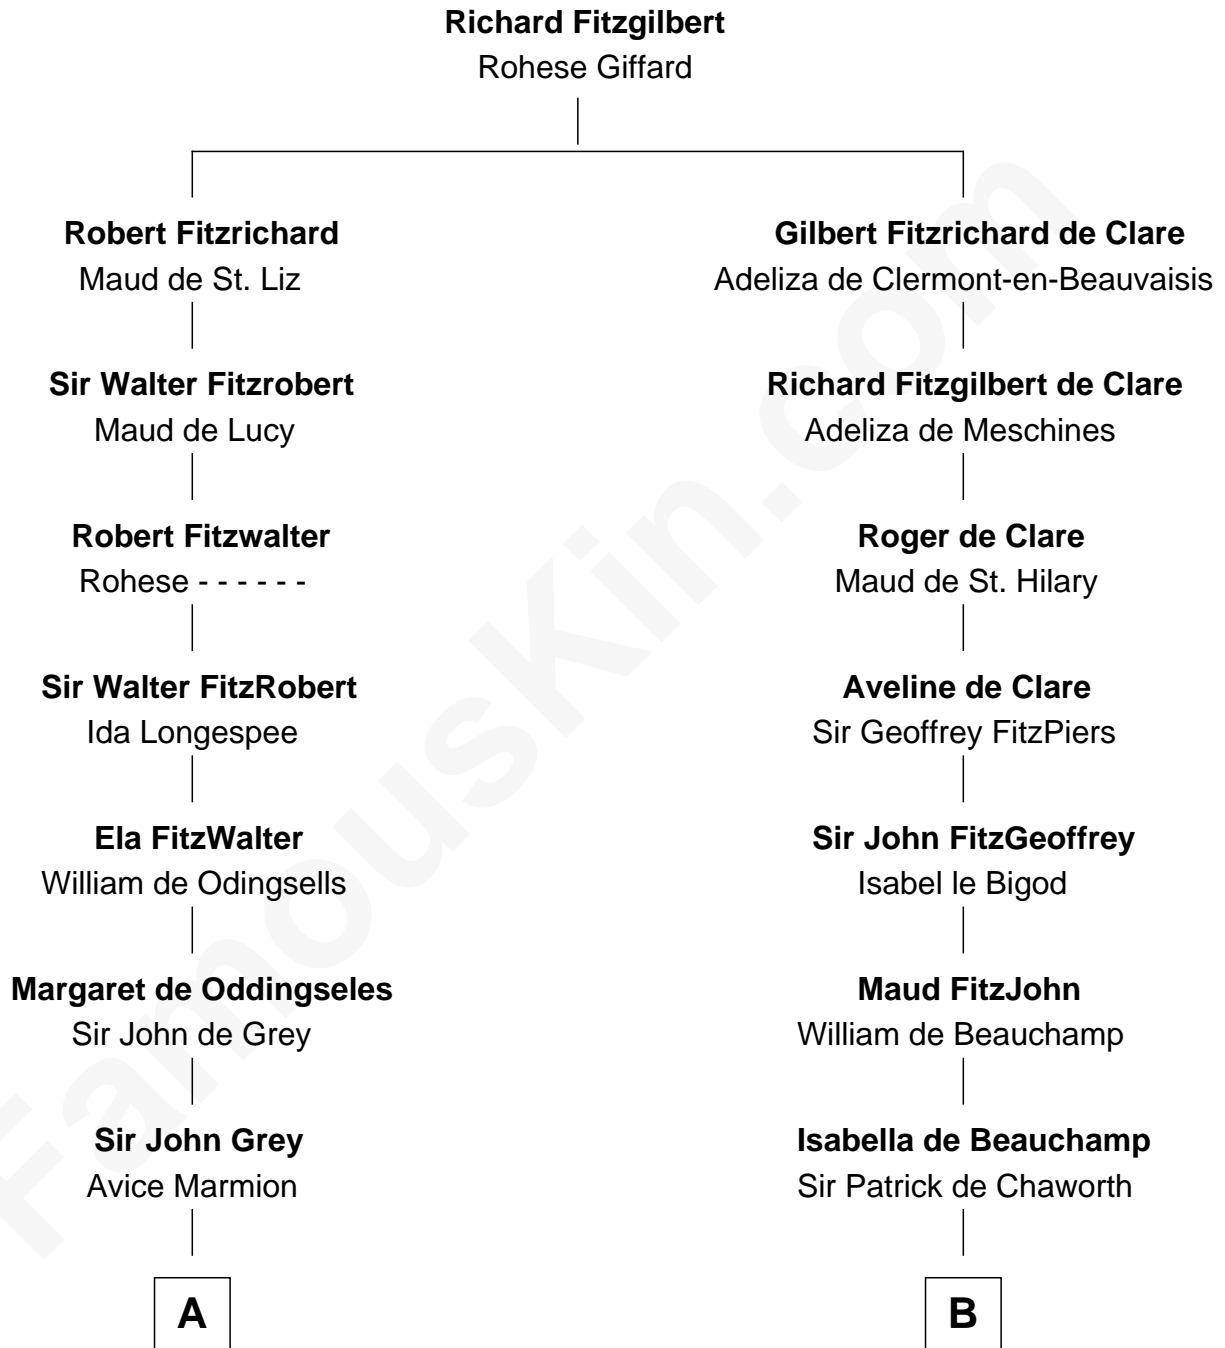 Richard Fitzgilbert
Rohese Giffard
Robert Fitzrichard
Maud de St. Liz
Gilbert Fitzrichard de Clare
Adeliza de Clermont-en-Beauvaisis
Sir Walter Fitzrobert
Maud de Lucy
Richard Fitzgilbert de Clare
Adeliza de Meschines
Robert Fitzwalter
Rohese - - - - - -
Roger de Clare
Maud de St. Hilary
Sir Walter FitzRobert
Ida Longespee
Aveline de Clare
Sir Geoffrey FitzPiers
Ela FitzWalter
William de Odingsells
Sir John FitzGeoffrey
Isabel le Bigod
Margaret de Oddingseles
Sir John de Grey
Maud FitzJohn
William de Beauchamp
Sir John Grey
Avice Marmion
Isabella de Beauchamp
Sir Patrick de Chaworth
A
B
FamousKin.com